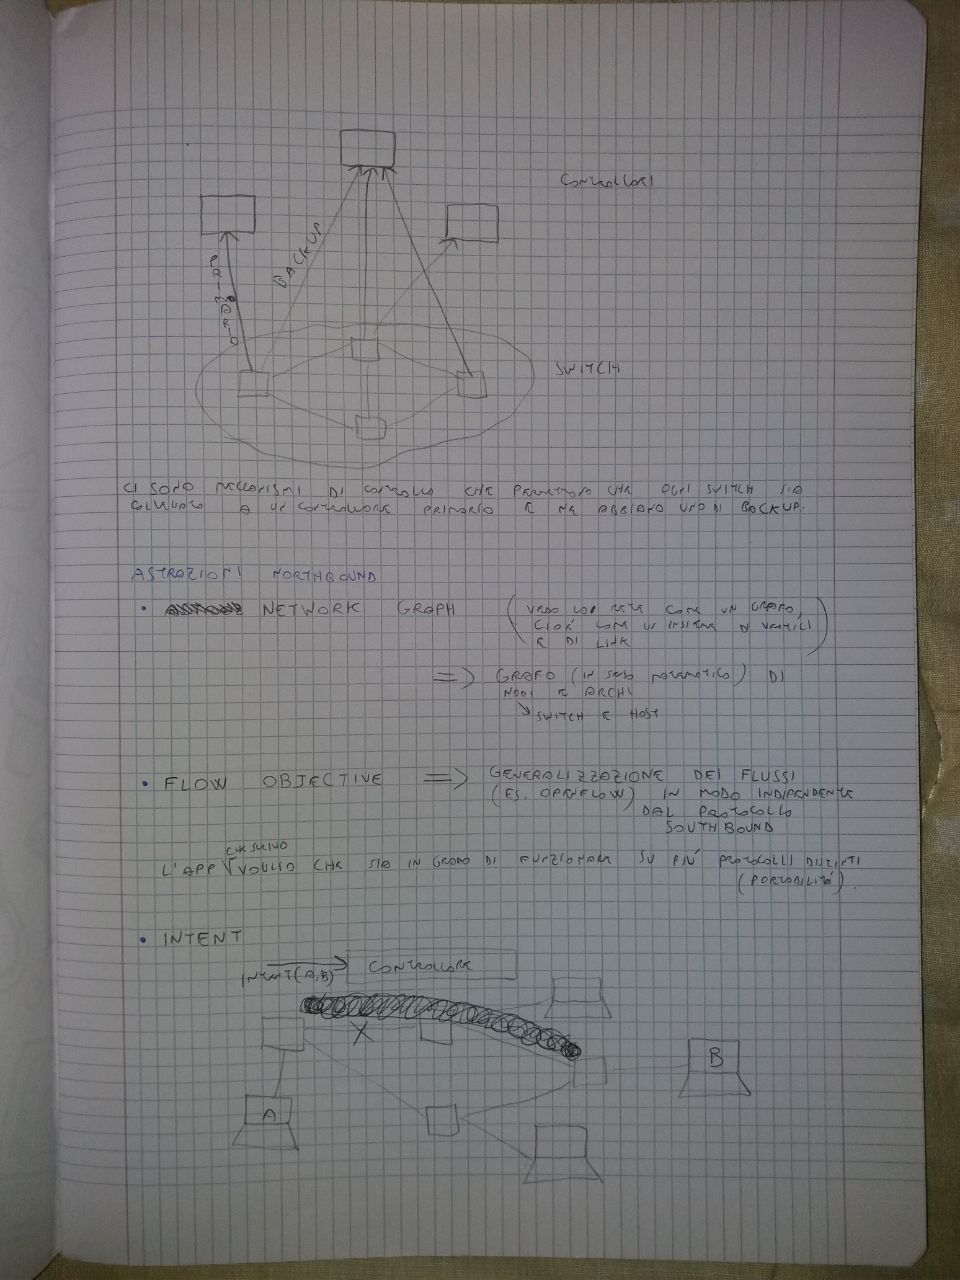 CONTROLLORI
PRIMARIO
BACKUP
SWITCH
CI SONO MECCANISMI DI CONTROLLO CHE PERMETTONO CHE OGNI SWITCH SIA
A UN CONTROLLORE PRIMARIO E NE ABBIANO UNO DI BACKUP.
ASTRAZIONI NORTHBOUND
• NETWORK GRAPH (VEDO LA RETE COME UN GRAFO,
CIOÈ COME UN INSIEME DI VERTICI
E DI LINK)
=> GRAFO (IN SENSO MATEMATICO) DI
NODI E ARCHI
↘ SWITCH E HOST
• FLOW OBJECTIVE => GENERALIZZAZIONE DEI FLUSSI
(ES. OPENFLOW) IN MODO INDIPENDENTE
DAL PROTOCOLLO
SOUTHBOUND
CHE SCRIVO
L'APP V VOGLIO CHE SIA IN GRADO DI FUNZIONARE SU PIÙ PROTOCOLLI DISTINTI
(PORTABILITÀ).
• INTENT
INTENT(A,B) CONTROLLORE
X
B
A